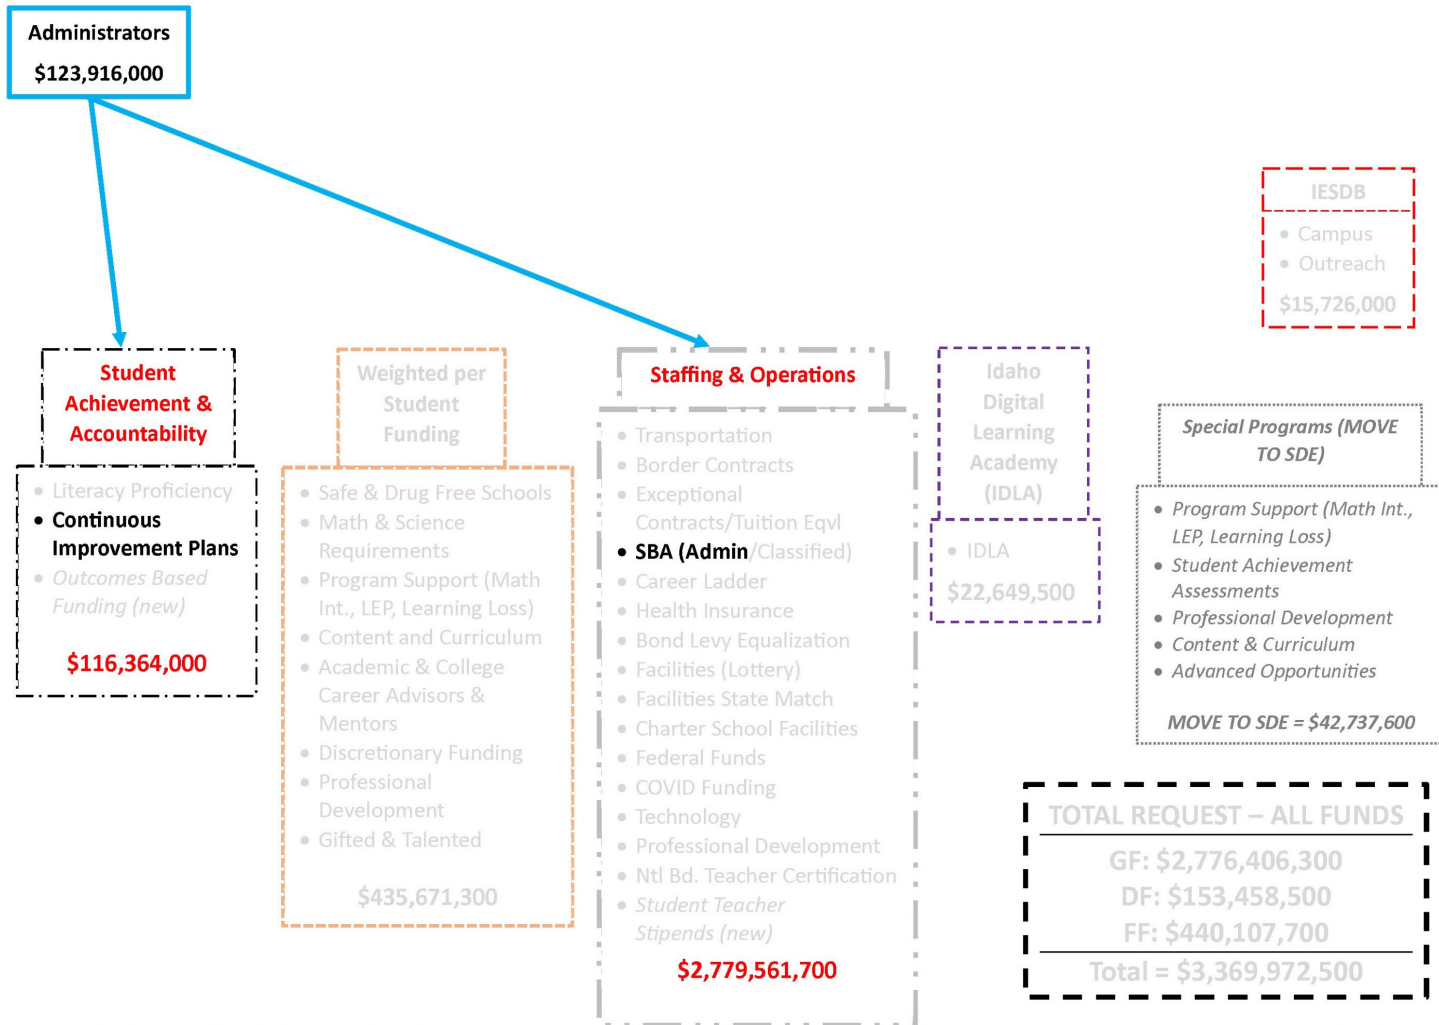 Administrators
$123,916,000
IESDB
• Campus
• Outreach
$15,726,000
Student
Achievement &
Accountability
• Literacy Proficiency
• Continuous
Improvement Plans
• Outcomes Based
Funding (new)
$116,364,000
Weighted per
Student
Funding
• Safe & Drug Free Schools
• Math & Science
Requirements
• Program Support (Math
Int., LEP, Learning Loss)
• Content and Curriculum
• Academic & College
Career Advisors &
Mentors
• Discretionary Funding
• Professional
Development
• Gifted & Talented
$435,671,300
Staffing & Operations
• Transportation
• Border Contracts
• Exceptional
Contracts/Tuition Eqvl
• SBA (Admin/Classified)
• Career Ladder
• Health Insurance
• Bond Levy Equalization
• Facilities (Lottery)
• Facilities State Match
• Charter School Facilities
• Federal Funds
• COVID Funding
• Technology
• Professional Development
• Ntl Bd. Teacher Certification
• Student Teacher
Stipends (new)
$2,779,561,700
Idaho
Digital
Learning
Academy
(IDLA)
• IDLA
$22,649,500
Special Programs (MOVE
TO SDE)
• Program Support (Math Int.,
LEP, Learning Loss)
• Student Achievement
Assessments
• Professional Development
• Content & Curriculum
• Advanced Opportunities
MOVE TO SDE = $42,737,600
TOTAL REQUEST – ALL FUNDS
GF: $2,776,406,300
DF: $153,458,500
FF: $440,107,700
Total = $3,369,972,500